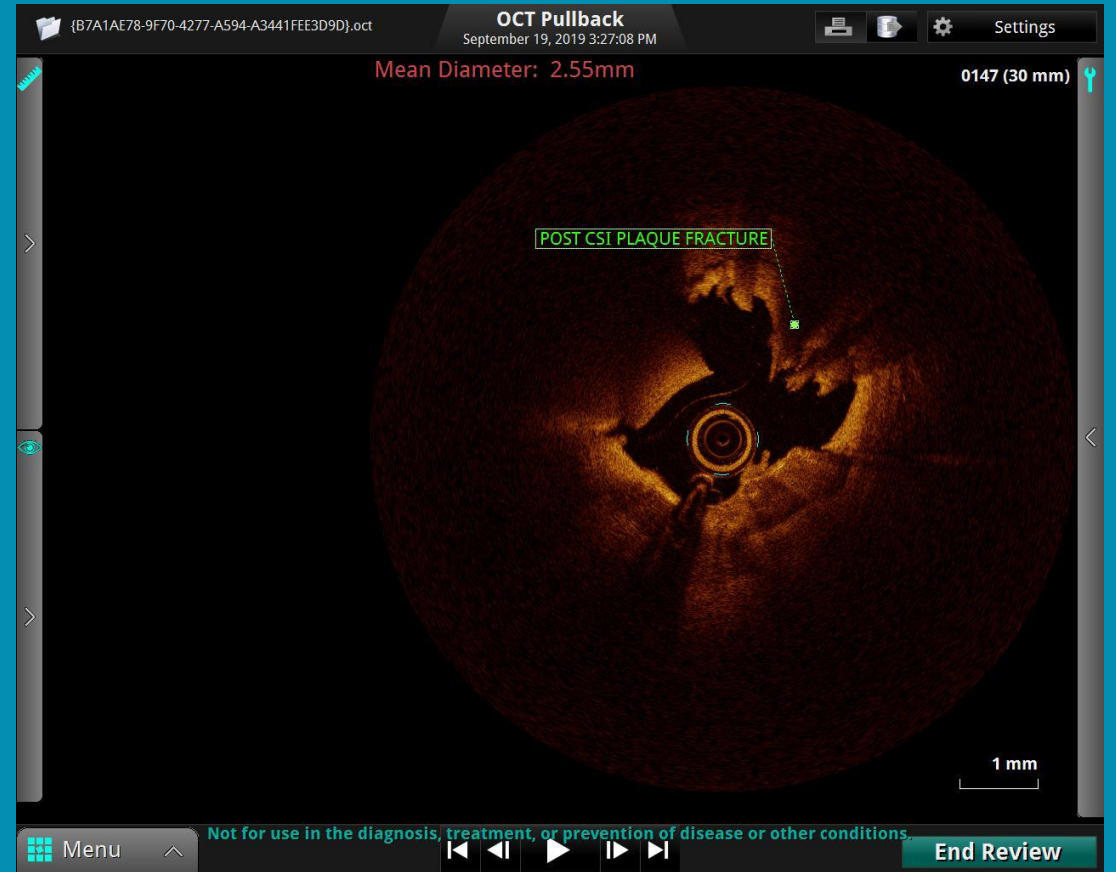 {B7A1AE78-9F70-4277-A594-A3441FEE3D9D}.oct
OCT Pullback
September 19, 2019 3:27:08 PM
Settings
Mean Diameter: 2.55mm
0147 (30 mm)
POST CSI PLAQUE FRACTURE
1 mm
Not for use in the diagnosis, treatment, or prevention of disease or other conditions.
Menu
End Review